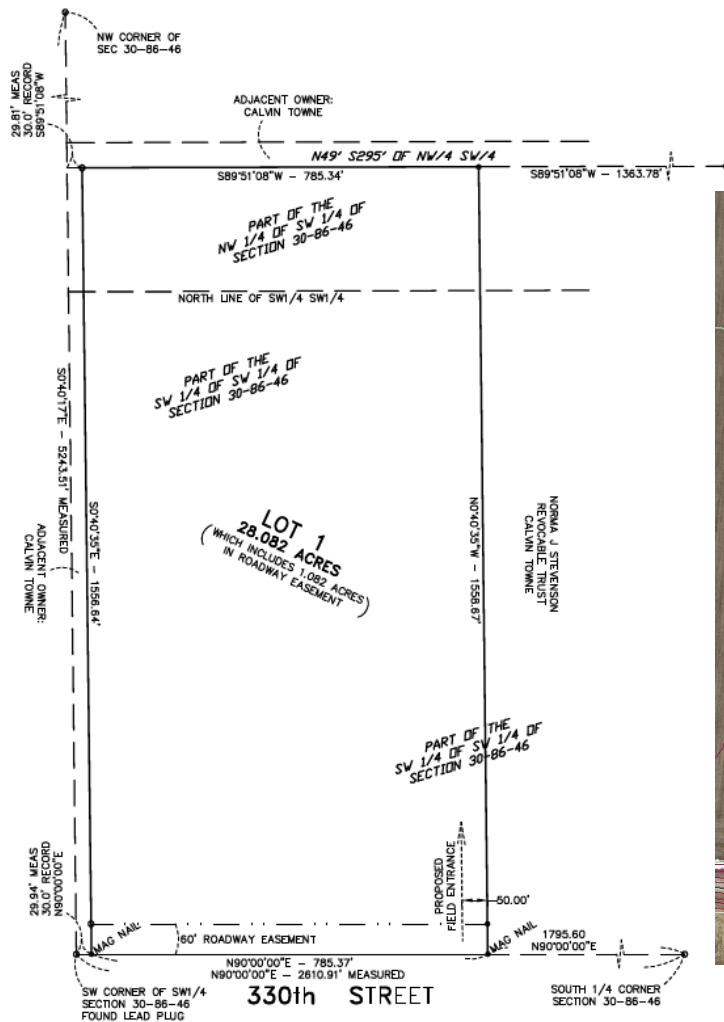 NW CORNER OF
SEC 30-86-46
29.81' MEAS
30.0' RECORD
S89°51'08"W
ADJACENT OWNER:
CALVIN TOWNE
N49' S295' OF NW/4 SW/4
S89°51'08"W - 785.34'
S89°51'08"W - 1363.78'
PART OF THE
NW 1/4 OF SW 1/4 OF
SECTION 30-86-46
NORTH LINE OF SW1/4 SW1/4
PART OF THE
SW 1/4 OF SW 1/4 OF
SECTION 30-86-46
S0°40'17"E - 5243.51' MEASURED
ADJACENT OWNER:
CALVIN TOWNE
S0°40'35"E - 1556.64'
LOT 1
28.082 ACRES
(WHICH INCLUDES 1.082 ACRES
IN ROADWAY EASEMENT)
N0°40'35"W - 1558.67'
NORMA J STEVENSON
REVOCABLE TRUST
CALVIN TOWNE
PART OF THE
SW 1/4 OF SW 1/4 OF
SECTION 30-86-46
29.94' MEAS
30.0' RECORD
N90°00'00"E
PROPOSED
FIELD ENTRANCE
50.00'
MAG NAIL
60' ROADWAY EASEMENT
MAG NAIL
1795.60
N90°00'00"E
N90°00'00"E - 785.37'
N90°00'00"E - 2610.91' MEASURED
SW CORNER OF SW1/4
SECTION 30-86-46
FOUND LEAD PLUG
330th STREET
SOUTH 1/4 CORNER
SECTION 30-86-46